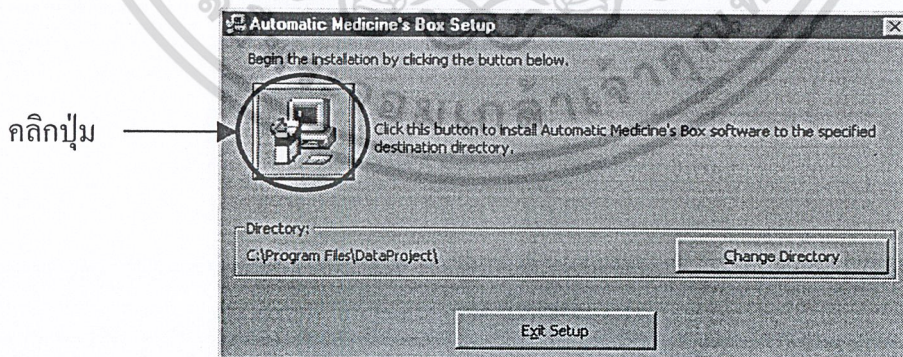 Automatic Medicine's Box Setup
Begin the installation by clicking the button below.
คลิกปุ่ม
Click this button to install Automatic Medicine's Box software to the specified
destination directory.
Directory:
C:\Program Files\DataProject\
Change Directory
Exit Setup